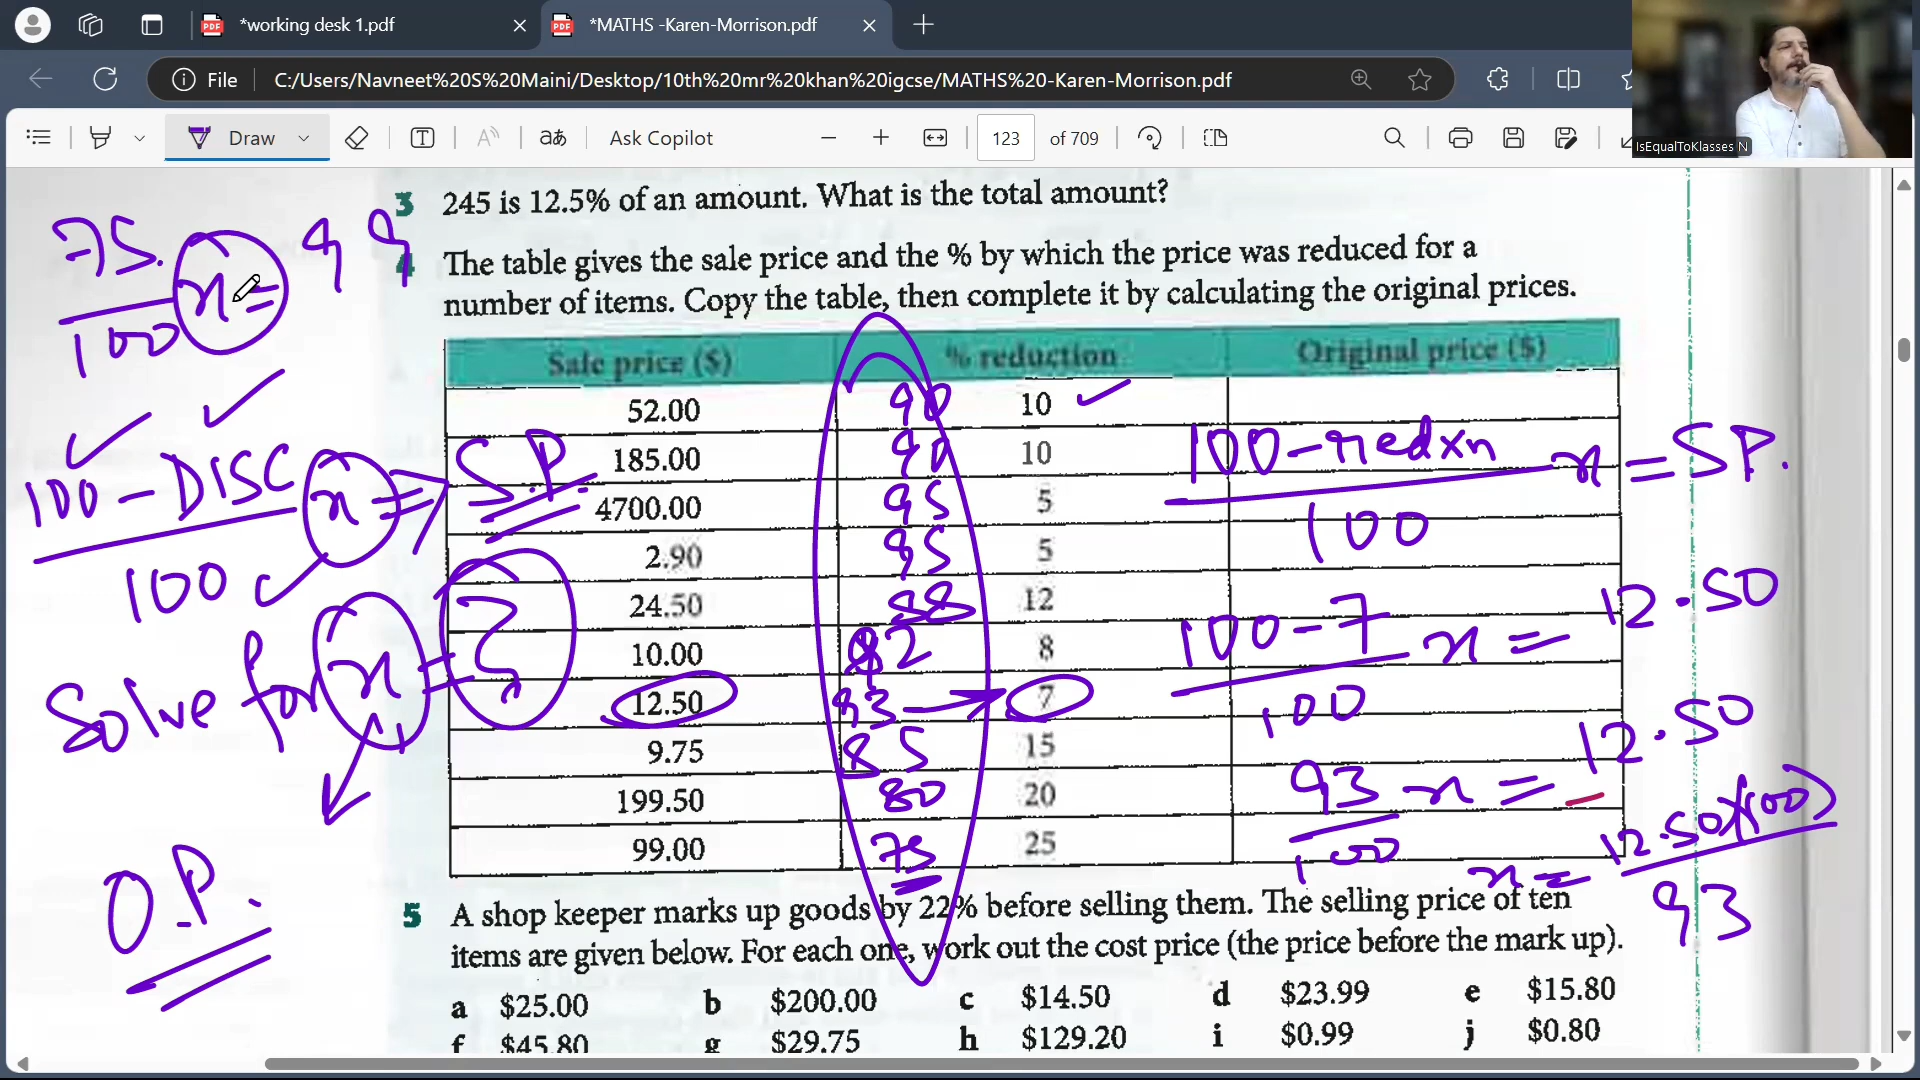 *working desk 1.pdf
*MATHS -Karen-Morrison.pdf
File C:/Users/Navneet%20S%20Maini/Desktop/10th%20mr%20khan%20igcse/MATHS%20-Karen-Morrison.pdf
Draw
Ask Copilot
123 of 709
IsEqualToKlasses N
3 245 is 12.5% of an amount. What is the total amount?
4 The table gives the sale price and the % by which the price was reduced for a
number of items. Copy the table, then complete it by calculating the original prices.
Sale price ($) % reduction Original price ($)
52.00 90 10
185.00 90 10
4700.00 95 5
2.90 95 5
24.50 88 12
10.00 92 8
12.50 93 7
9.75 85 15
199.50 80 20
99.00 75 25
75
100 x = 99
100 - DISC x = S.P.
100
Solve for x = ?
O.P.
100 - redxn x = S P.
100
100 - 7 x = 12.50
100
93 x = 12.50
100
x = 12.50(100)
93
5 A shop keeper marks up goods by 22% before selling them. The selling price of ten
items are given below. For each one, work out the cost price (the price before the mark up).
a $25.00 b $200.00 c $14.50 d $23.99 e $15.80
f $45.80 g $29.75 h $129.20 i $0.99 j $0.80